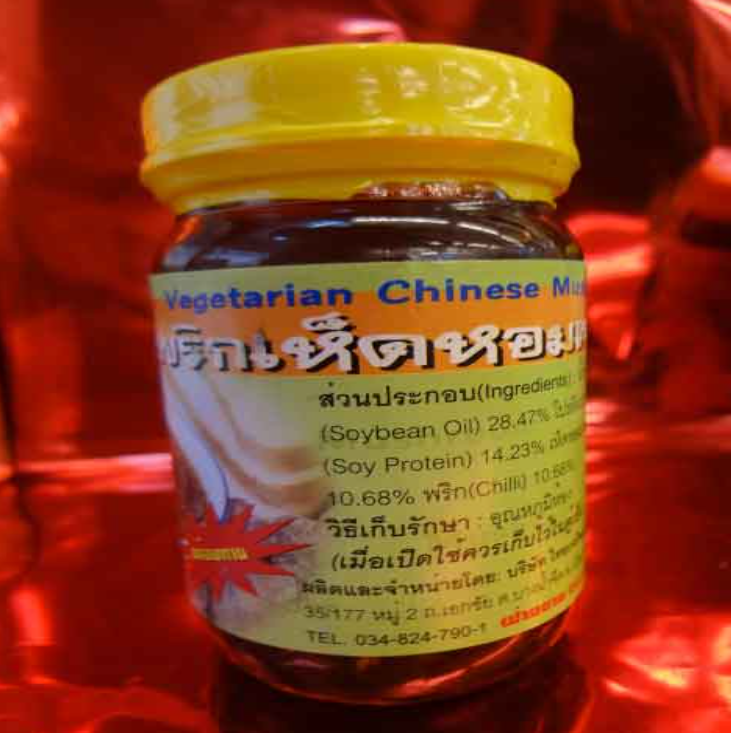 Vegetarian Chinese
พริกเห็ดหอม
ส่วนประกอบ(Ingredients) :
(Soybean Oil) 28.47%
(Soy Protein) 14.23%
10.68% พริก(Chilli) 10.68%
วิธีเก็บรักษา : อุณหภูมิห้อง
(เมื่อเปิดใช้ควรเก็บไว้ในตู้เย็น
ผลิตและจำหน่ายโดย: บริษัท
35/177 หมู่ 2 ถ.เอกชัย
TEL. 034-824-790-1